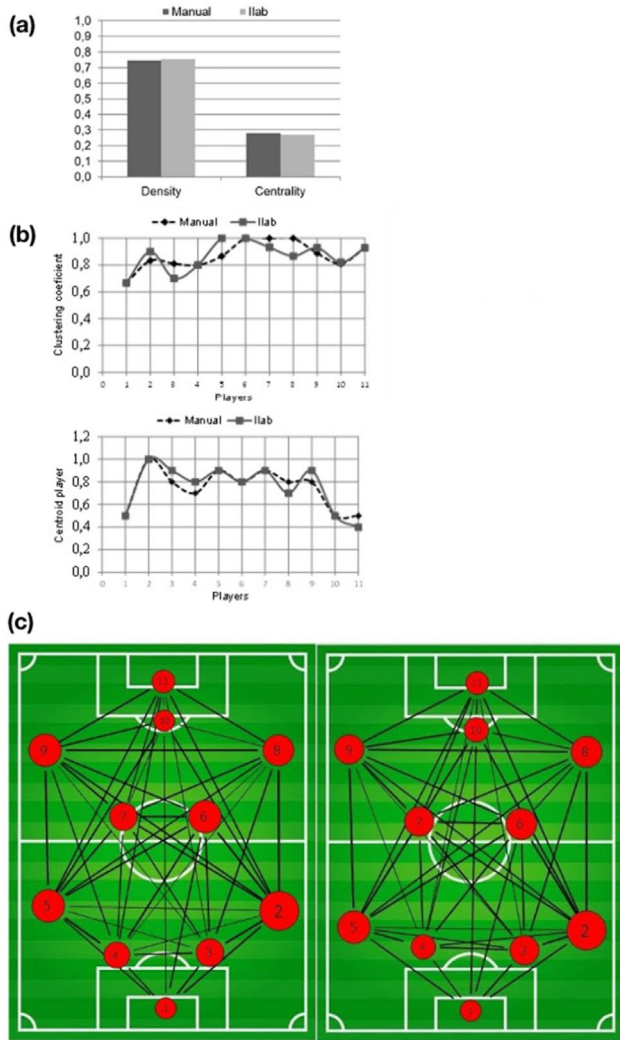 (a)
Manual Ilab
1,0
0,9
0,8
0,7
0,6
0,5
0,4
0,3
0,2
0,1
0,0
Density Centrality
(b)
Manual Ilab
Clustering coeficient
1,0
0,8
0,6
0,4
0,2
0,0
0 1 2 3 4 5 6 7 8 9 10 11
Players
Manual Ilab
Centroid player
1,2
1,0
0,8
0,6
0,4
0,2
0,0
0 1 2 3 4 5 6 7 8 9 10 11
Players
(c)
11
10
9 8
7 6
5 2
4 3
1
11
10
9 8
7 6
5 2
4 3